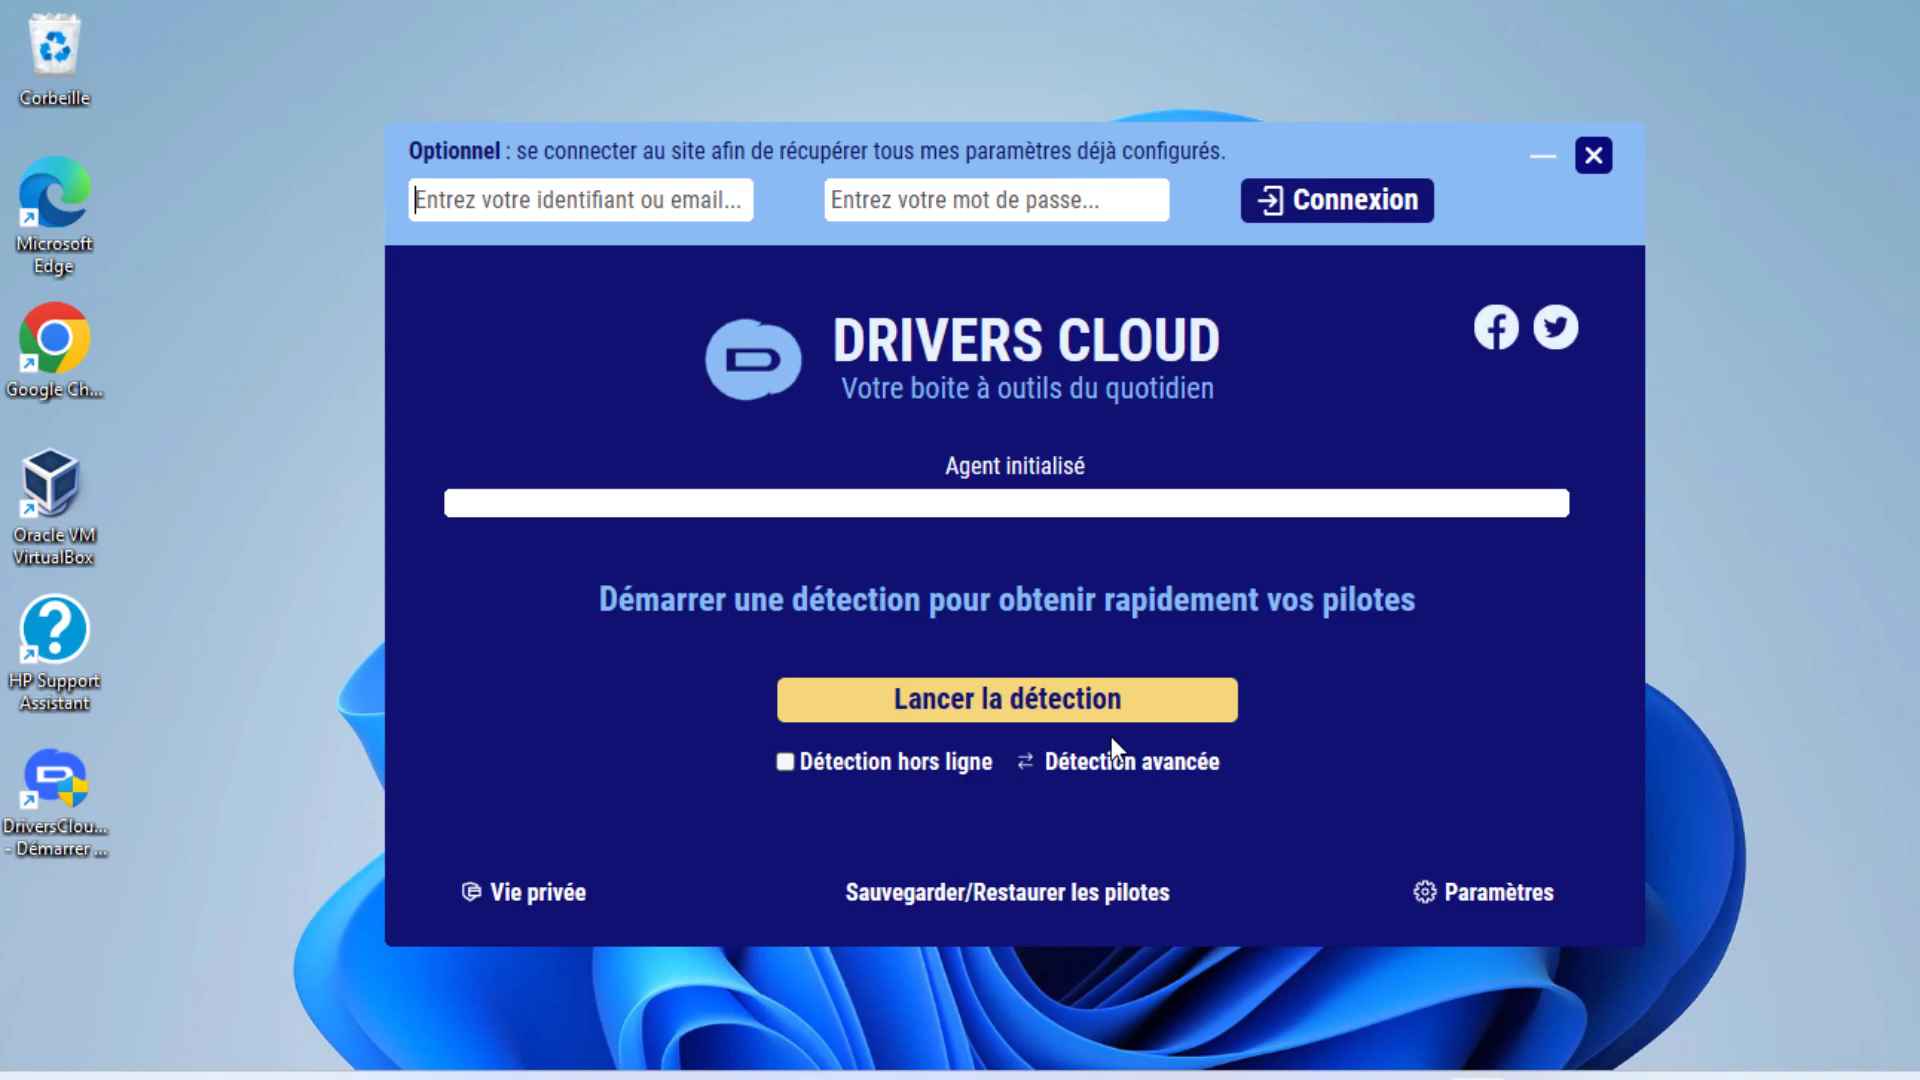 Corbeille
Microsoft
Edge
Google Ch...
Oracle VM
VirtualBox
HP Support
Assistant
DriversClou...
- Démarrer ...
Optionnel : se connecter au site afin de récupérer tous mes paramètres déjà configurés.
Entrez votre identifiant ou email...
Entrez votre mot de passe...
Connexion
DRIVERS CLOUD
Votre boite à outils du quotidien
Agent initialisé
Démarrer une détection pour obtenir rapidement vos pilotes
Lancer la détection
Détection hors ligne
Détection avancée
Vie privée
Sauvegarder/Restaurer les pilotes
Paramètres